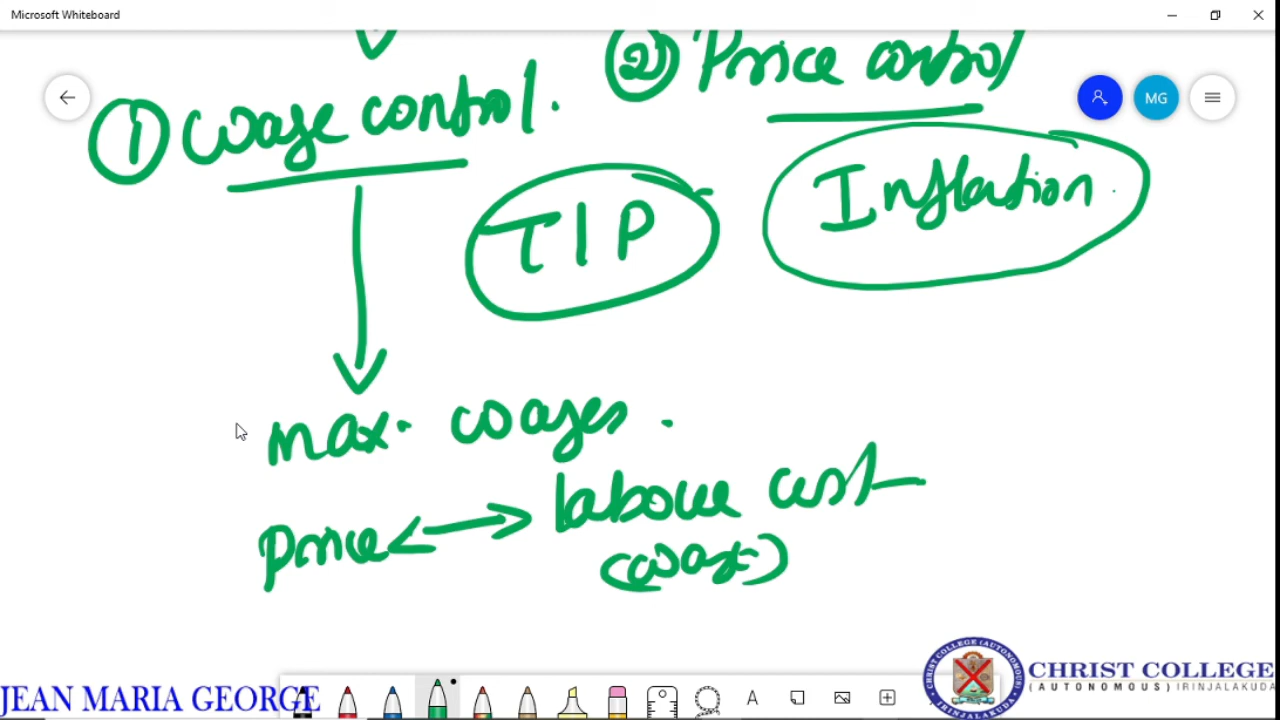 Microsoft Whiteboard
① Wage control.
② Price control
TIP
Inflation
MG
max. wages.
Price ↔ labour cost
(wage)
JEAN MARIA GEORGE
A
CHRIST COLLEGE
(AUTONOMOUS) IRINJALAKUDA